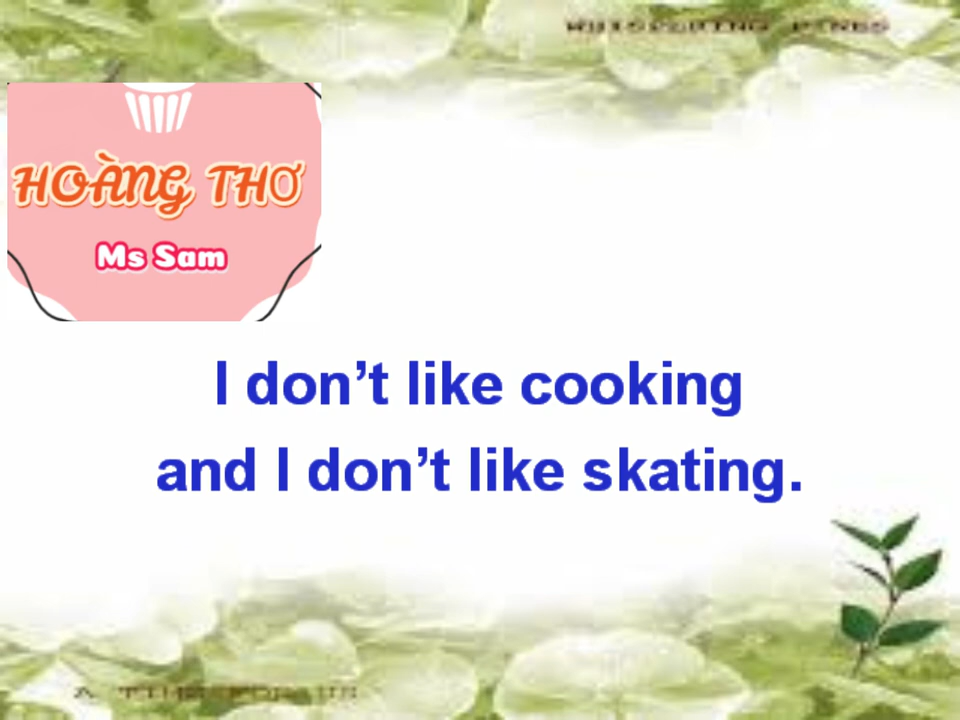 HOÀNG THƠ
Ms Sam
I don’t like cooking
and I don’t like skating.